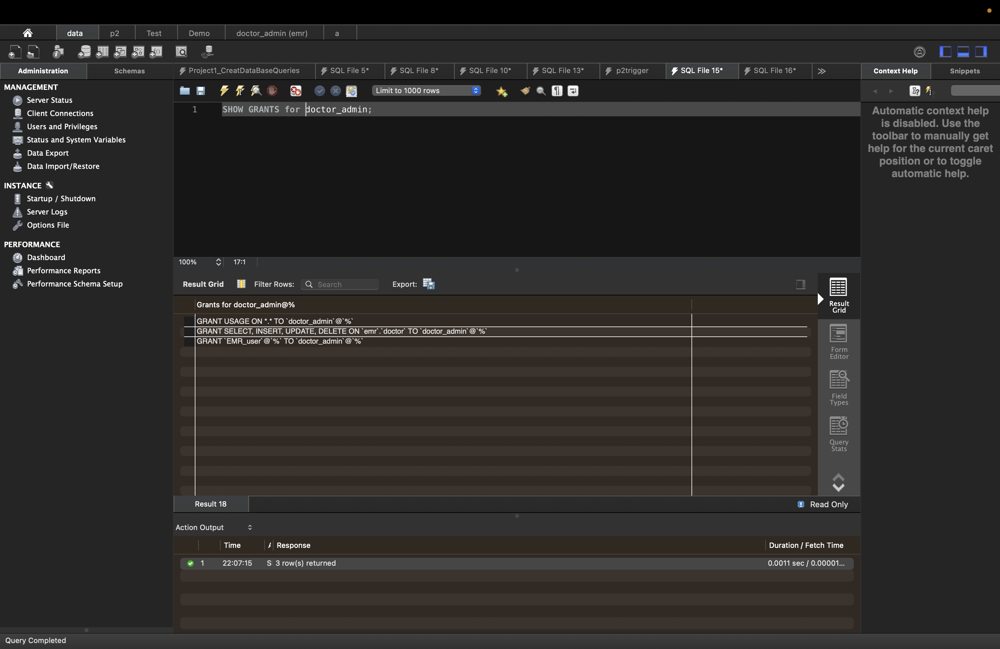 data p2 Test Demo doctor_admin (emr) a
Administration Schemas
Project1_CreatDataBaseQueries SQL File 5* SQL File 8* SQL File 10* SQL File 13* p2trigger SQL File 15* SQL File 16*
Context Help Snippets
MANAGEMENT
Server Status
Client Connections
Users and Privileges
Status and System Variables
Data Export
Data Import/Restore
INSTANCE
Startup / Shutdown
Server Logs
Options File
PERFORMANCE
Dashboard
Performance Reports
Performance Schema Setup
Limit to 1000 rows
1 SHOW GRANTS for doctor_admin;
100% 17:1
Result Grid Filter Rows: Search Export:
Grants for doctor_admin@%
GRANT USAGE ON *.* TO `doctor_admin`@`%`
GRANT SELECT, INSERT, UPDATE, DELETE ON `emr`.`doctor` TO `doctor_admin`@`%`
GRANT `EMR_user`@`%` TO `doctor_admin`@`%`
Result
Grid
Form
Editor
Field
Types
Query
Stats
Result 18 Read Only
Action Output
Time Response Duration / Fetch Time
1 22:07:15 3 row(s) returned 0.0011 sec / 0.00001...
Automatic context help
is disabled. Use the
toolbar to manually get
help for the current caret
position or to toggle
automatic help.
Query Completed